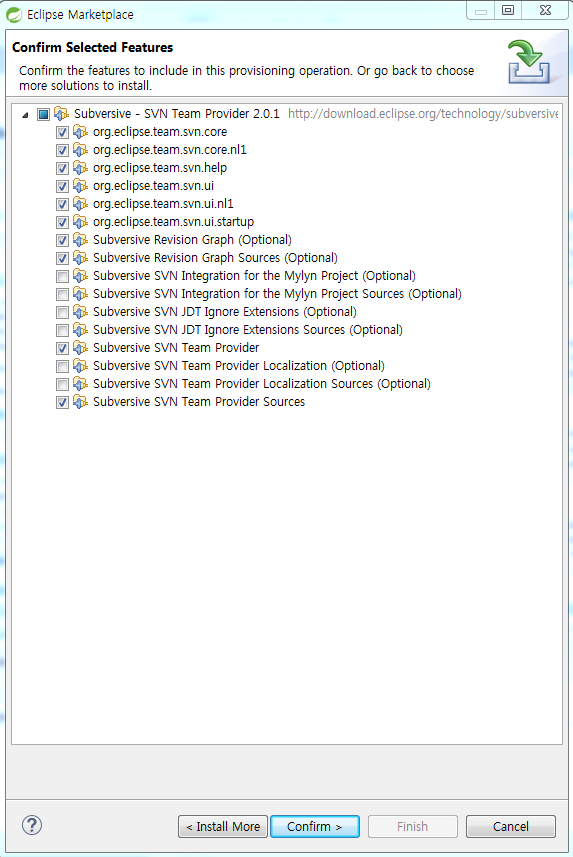 Eclipse Marketplace
Confirm Selected Features
Confirm the features to include in this provisioning operation. Or go back to choose
more solutions to install.
Subversive - SVN Team Provider 2.0.1 http://download.eclipse.org/technology/subversive
org.eclipse.team.svn.core
org.eclipse.team.svn.core.nl1
org.eclipse.team.svn.help
org.eclipse.team.svn.ui
org.eclipse.team.svn.ui.nl1
org.eclipse.team.svn.ui.startup
Subversive Revision Graph (Optional)
Subversive Revision Graph Sources (Optional)
Subversive SVN Integration for the Mylyn Project (Optional)
Subversive SVN Integration for the Mylyn Project Sources (Optional)
Subversive SVN JDT Ignore Extensions (Optional)
Subversive SVN JDT Ignore Extensions Sources (Optional)
Subversive SVN Team Provider
Subversive SVN Team Provider Localization (Optional)
Subversive SVN Team Provider Localization Sources (Optional)
Subversive SVN Team Provider Sources
? < Install More Confirm > Finish Cancel